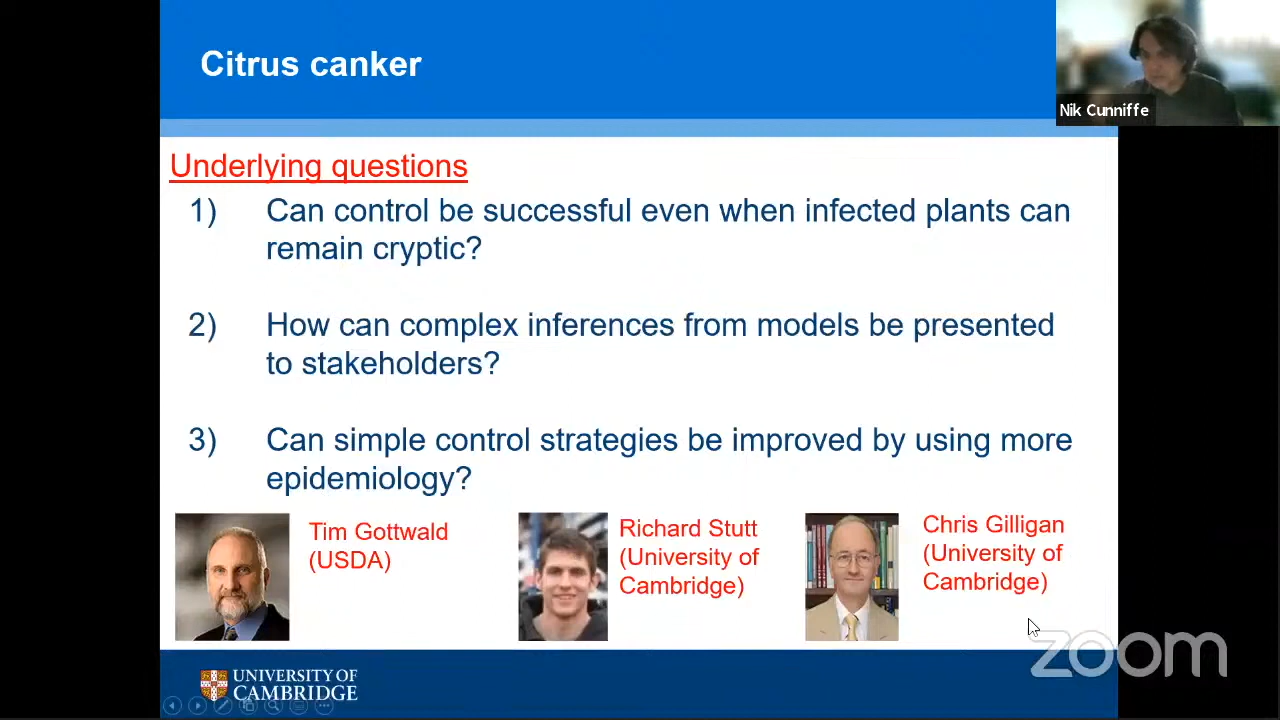 Citrus canker
Nik Cunniffe
Underlying questions
1) Can control be successful even when infected plants can
remain cryptic?
2) How can complex inferences from models be presented
to stakeholders?
3) Can simple control strategies be improved by using more
epidemiology?
Tim Gottwald
(USDA)
Richard Stutt
(University of
Cambridge)
Chris Gilligan
(University of
Cambridge)
zoom
UNIVERSITY OF
CAMBRIDGE